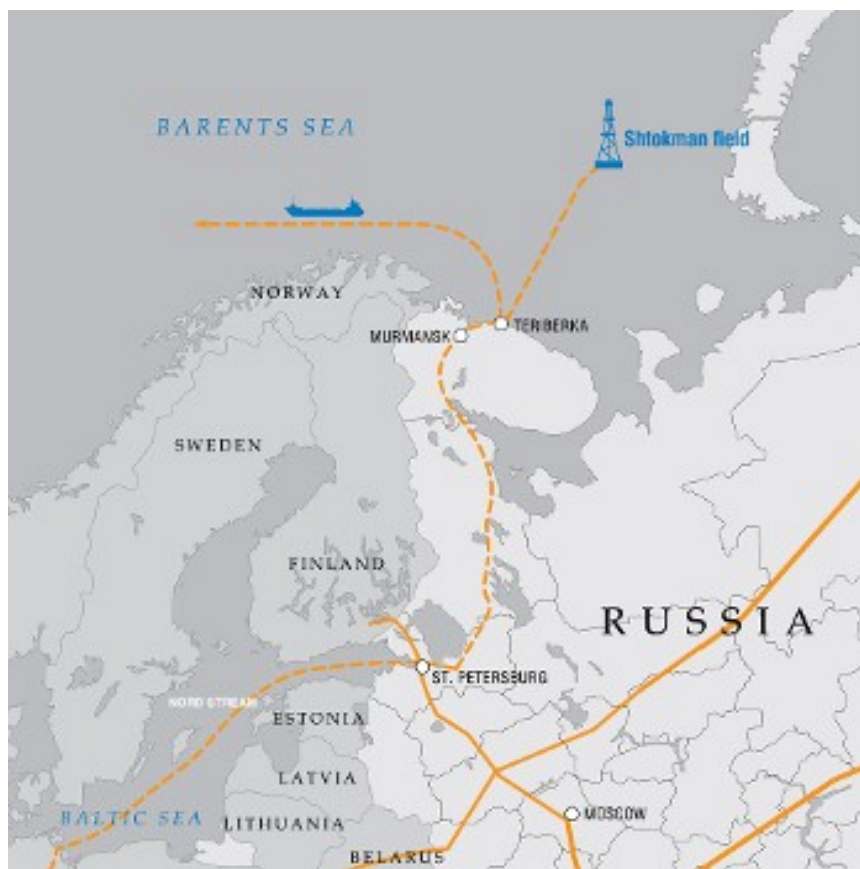 BARENTS SEA
Shtokman field
NORWAY
TERIBERKA
MURMANSK
SWEDEN
FINLAND
RUSSIA
ST. PETERSBURG
NORD STREAM
ESTONIA
LATVIA
BALTIC SEA
MOSCOW
LITHUANIA
BELARUS